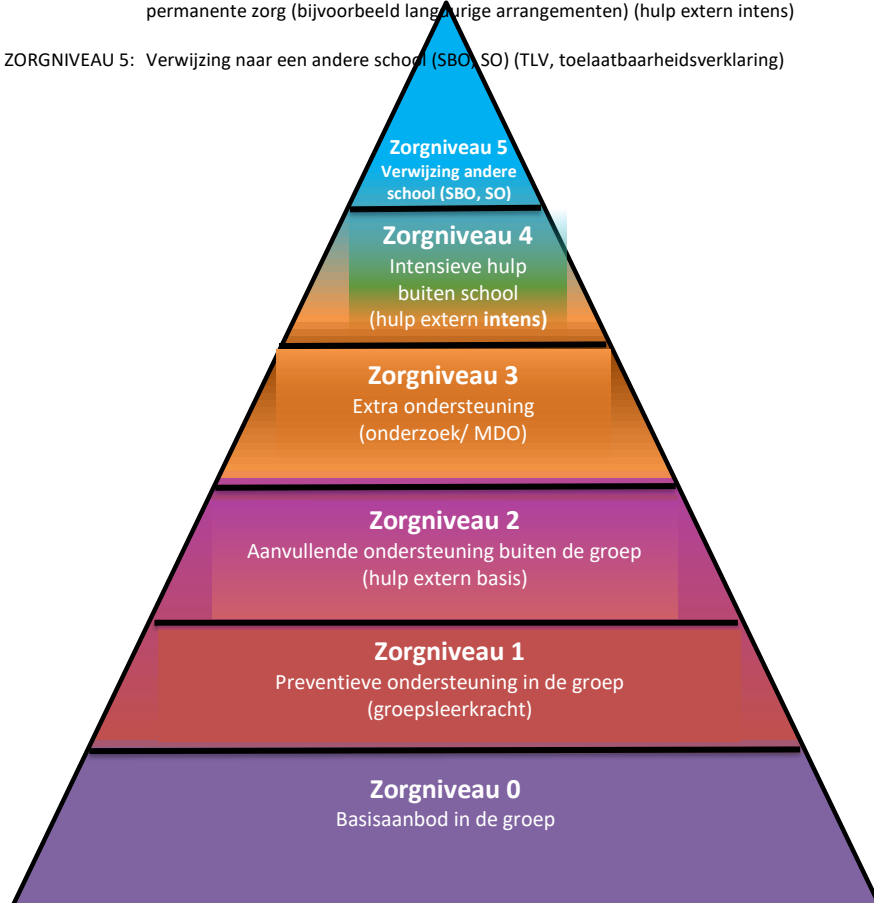 permanente zorg (bijvoorbeeld langdurige arrangementen) (hulp extern intens)
ZORGNIVEAU 5: Verwijzing naar een andere school (SBO, SO) (TLV, toelaatbaarheidsverklaring)
Zorgniveau 5
Verwijzing andere
school (SBO, SO)
Zorgniveau 4
Intensieve hulp
buiten school
(hulp extern intens)
Zorgniveau 3
Extra ondersteuning
(onderzoek/ MDO)
Zorgniveau 2
Aanvullende ondersteuning buiten de groep
(hulp extern basis)
Zorgniveau 1
Preventieve ondersteuning in de groep
(groepsleerkracht)
Zorgniveau 0
Basisaanbod in de groep